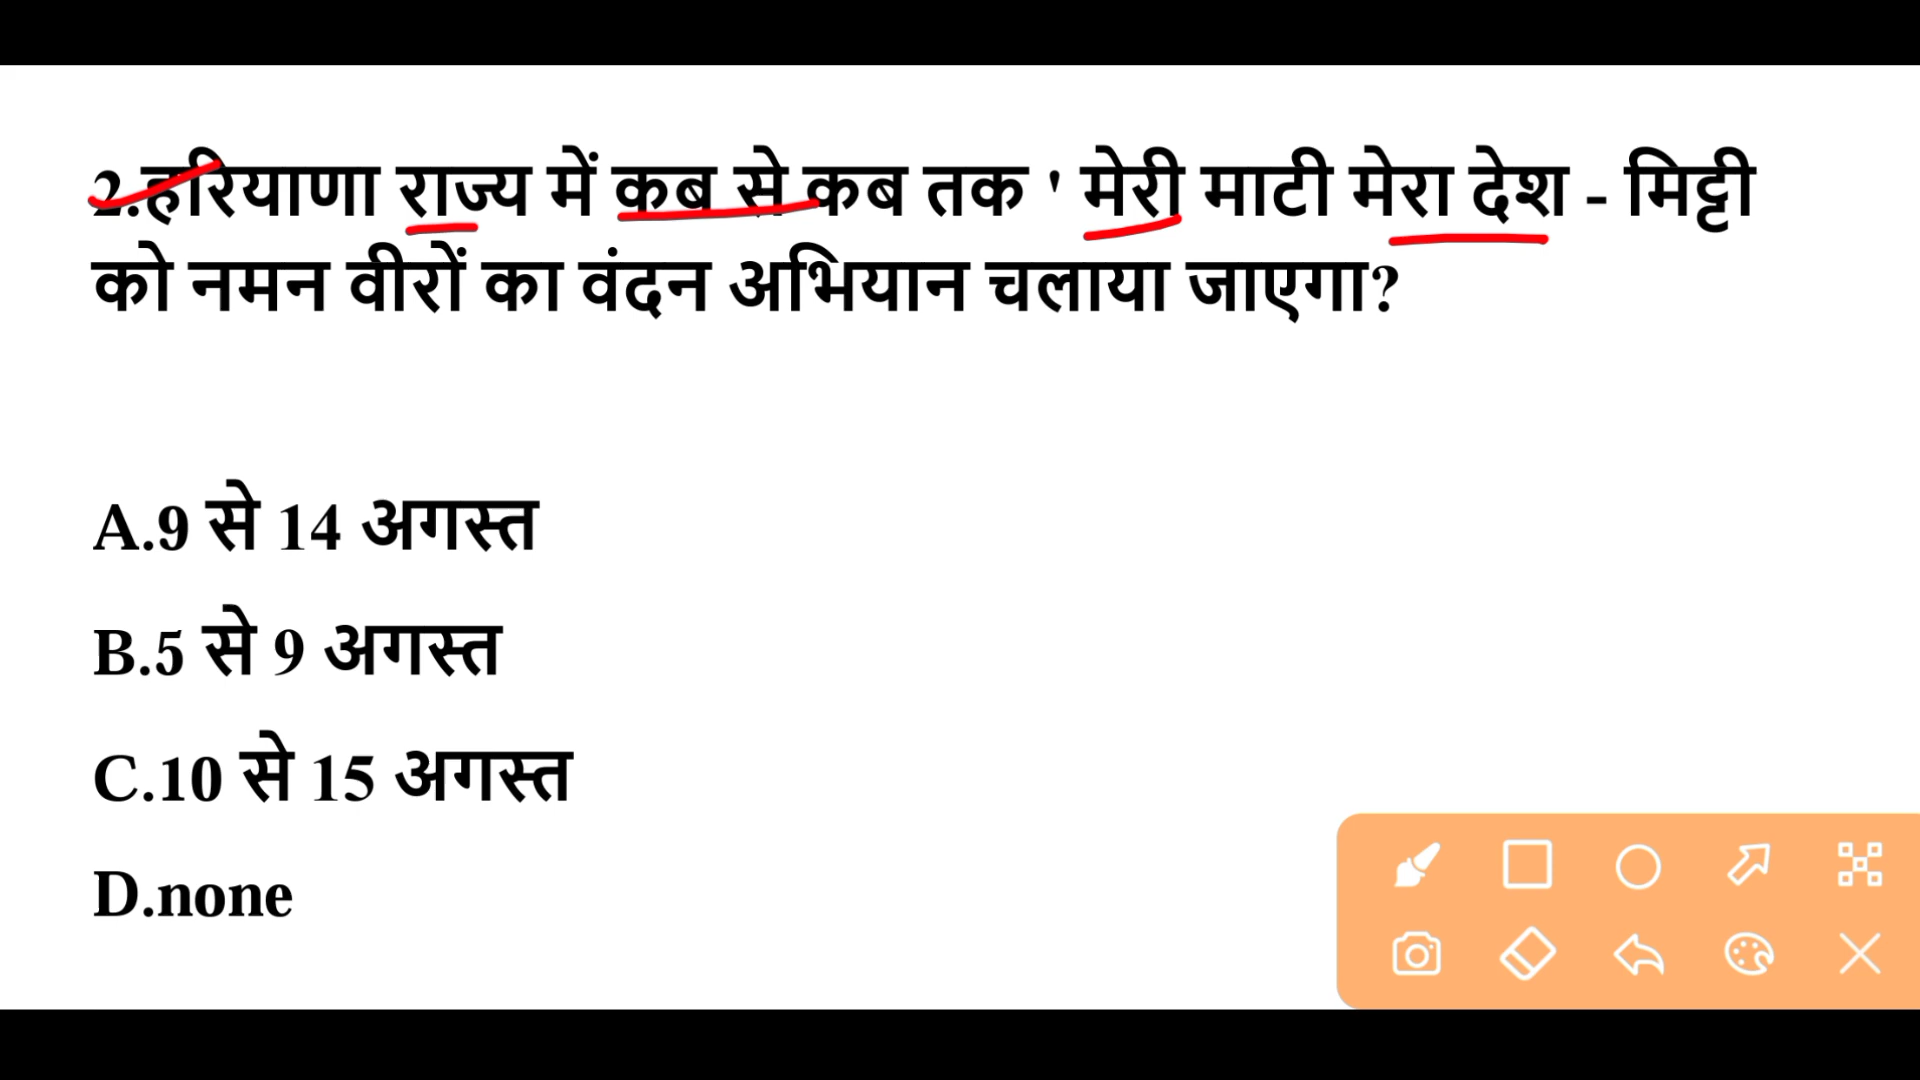 2.हरियाणा राज्य में कब से कब तक ' मेरी माटी मेरा देश - मिट्टी
को नमन वीरों का वंदन अभियान चलाया जाएगा?
A.9 से 14 अगस्त
B.5 से 9 अगस्त
C.10 से 15 अगस्त
D.none